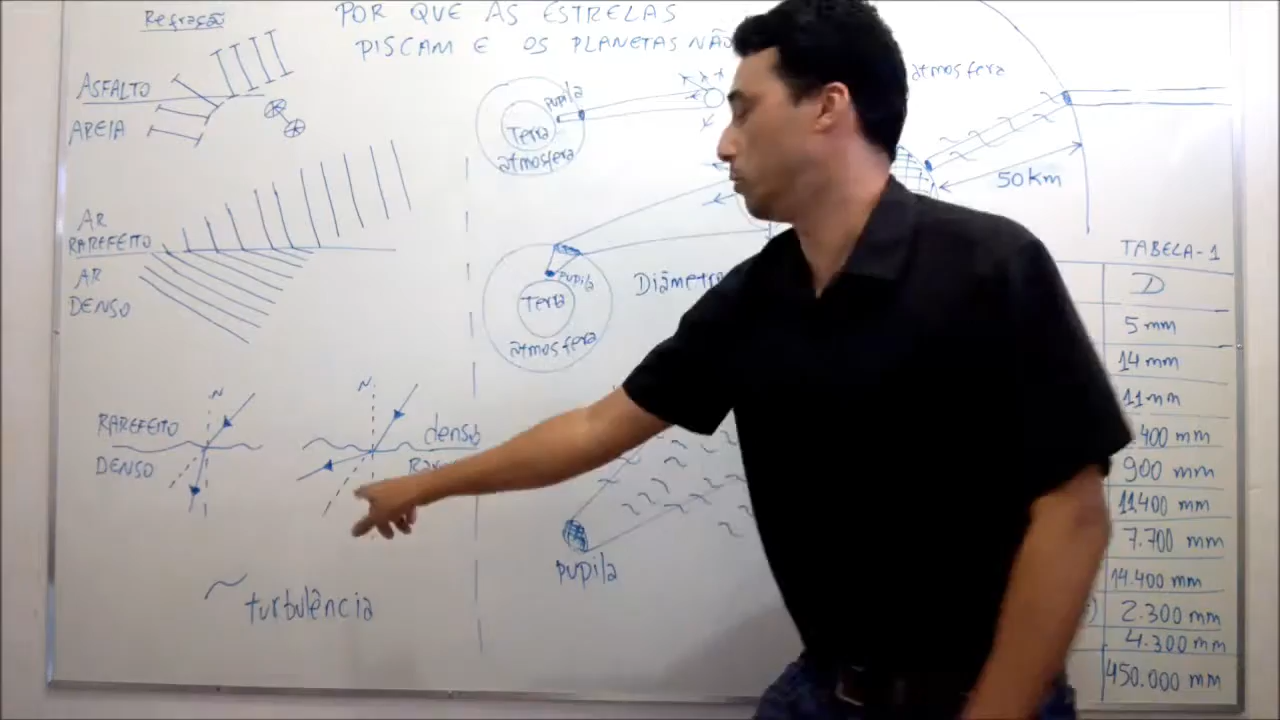 Refração
POR QUE AS ESTRELAS
PISCAM E OS PLANETAS NÃO
ASFALTO
AREIA
AR
RAREFEITO
AR
DENSO
N
RAREFEITO
DENSO
N
denso
~ turbulência
pupila
Terra
atmosfera
pupila
Terra
atmosfera
Diâmetro
pupila
atmosfera
50km
TABELA-1
D
5 mm
14 mm
11 mm
400 mm
900 mm
11.400 mm
7.700 mm
14.400 mm
2.300 mm
4.300 mm
450.000 mm